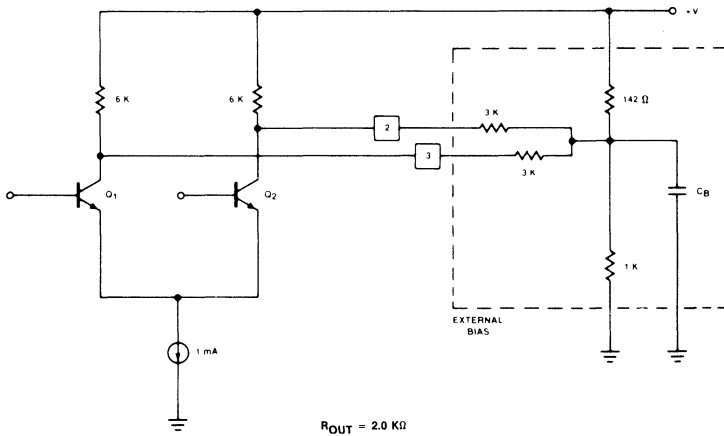 +V
6 K
6 K
142 Ω
3 K
2
3
3 K
Q1
Q2
CB
1 K
EXTERNAL
BIAS
1 mA
ROUT = 2.0 KΩ